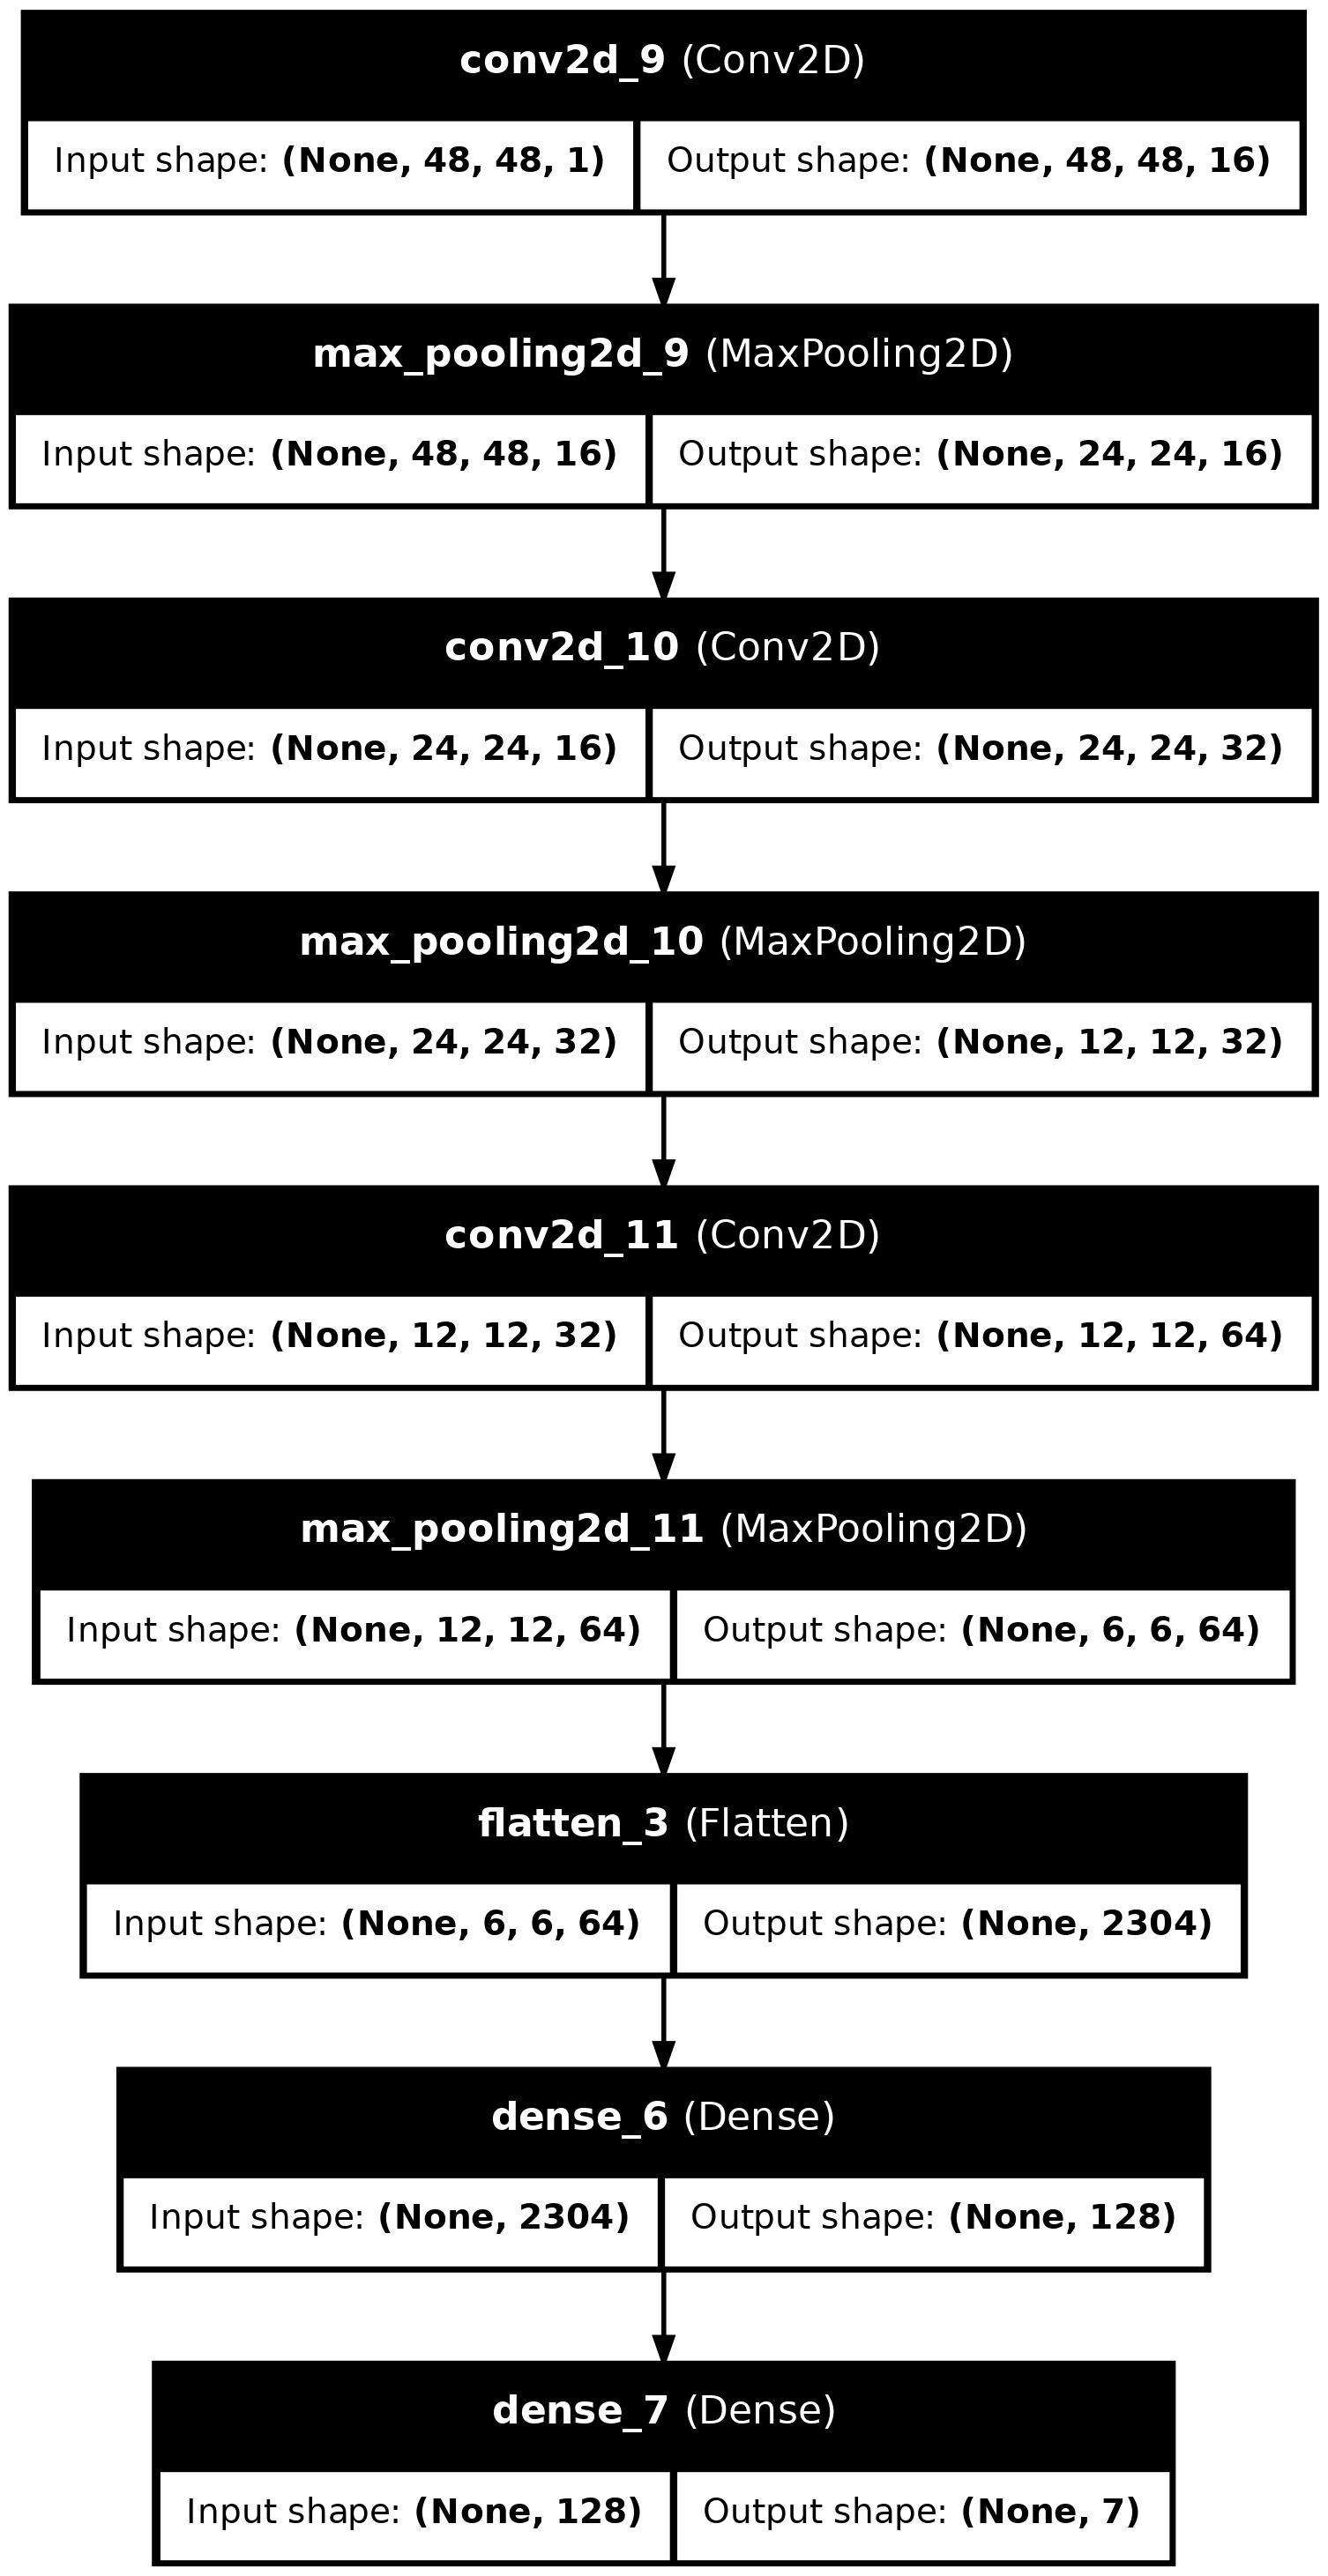 conv2d_9 (Conv2D)
Input shape: (None, 48, 48, 1) Output shape: (None, 48, 48, 16)
max_pooling2d_9 (MaxPooling2D)
Input shape: (None, 48, 48, 16) Output shape: (None, 24, 24, 16)
conv2d_10 (Conv2D)
Input shape: (None, 24, 24, 16) Output shape: (None, 24, 24, 32)
max_pooling2d_10 (MaxPooling2D)
Input shape: (None, 24, 24, 32) Output shape: (None, 12, 12, 32)
conv2d_11 (Conv2D)
Input shape: (None, 12, 12, 32) Output shape: (None, 12, 12, 64)
max_pooling2d_11 (MaxPooling2D)
Input shape: (None, 12, 12, 64) Output shape: (None, 6, 6, 64)
flatten_3 (Flatten)
Input shape: (None, 6, 6, 64) Output shape: (None, 2304)
dense_6 (Dense)
Input shape: (None, 2304) Output shape: (None, 128)
dense_7 (Dense)
Input shape: (None, 128) Output shape: (None, 7)